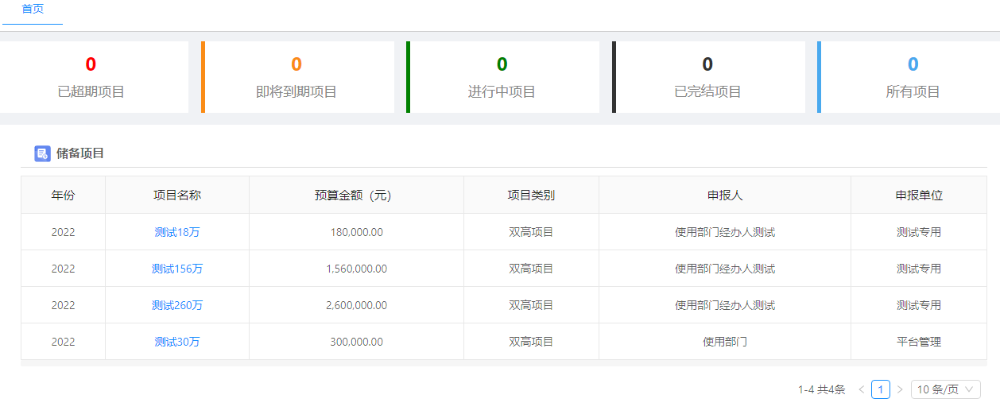 首页
0 0 0 0 0
已超期项目 即将到期项目 进行中项目 已完结项目 所有项目
储备项目
年份 项目名称 预算金额（元） 项目类别 申报人 申报单位
2022 测试18万 180,000.00 双高项目 使用部门经办人测试 测试专用
2022 测试156万 1,560,000.00 双高项目 使用部门经办人测试 测试专用
2022 测试260万 2,600,000.00 双高项目 使用部门经办人测试 测试专用
2022 测试30万 300,000.00 双高项目 使用部门 平台管理
1-4 共4条 1 10 条/页